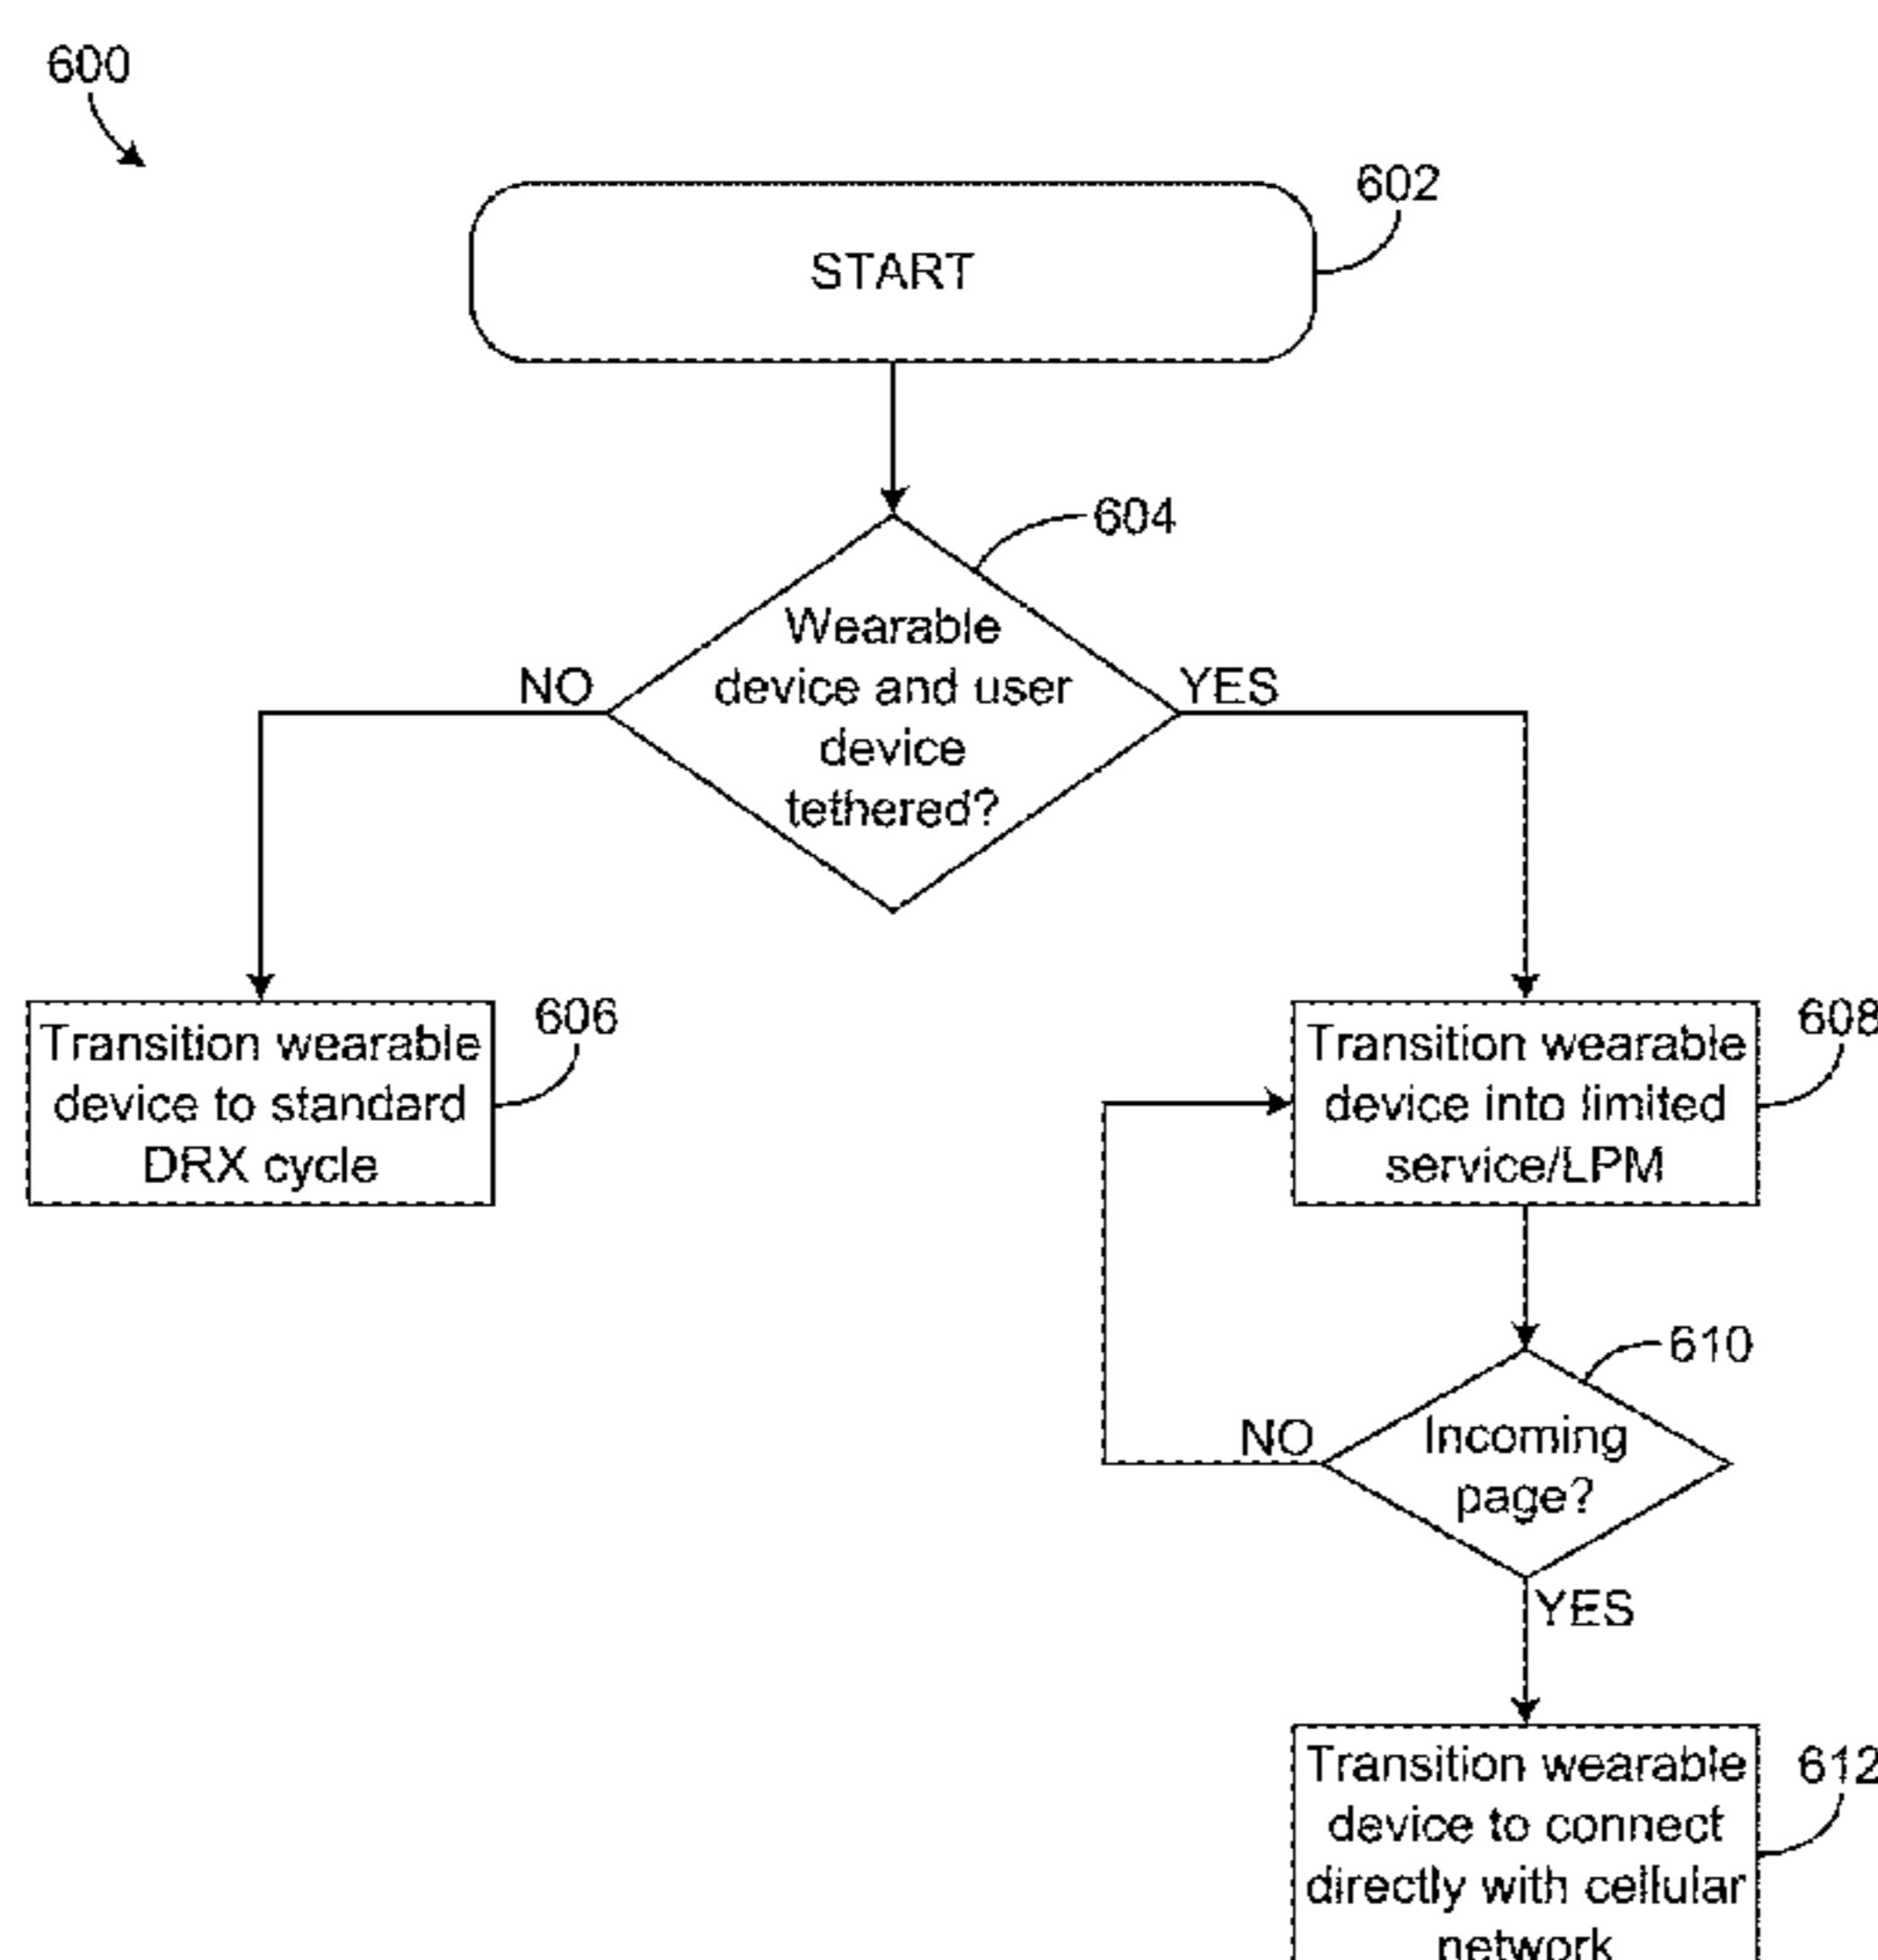 600
602
START
604
Wearable
device and user
device
tethered?
NO
YES
606
Transition wearable
device to standard
DRX cycle
608
Transition wearable
device into limited
service/LPM
610
Incoming
page?
NO
YES
612
Transition wearable
device to connect
directly with cellular
network